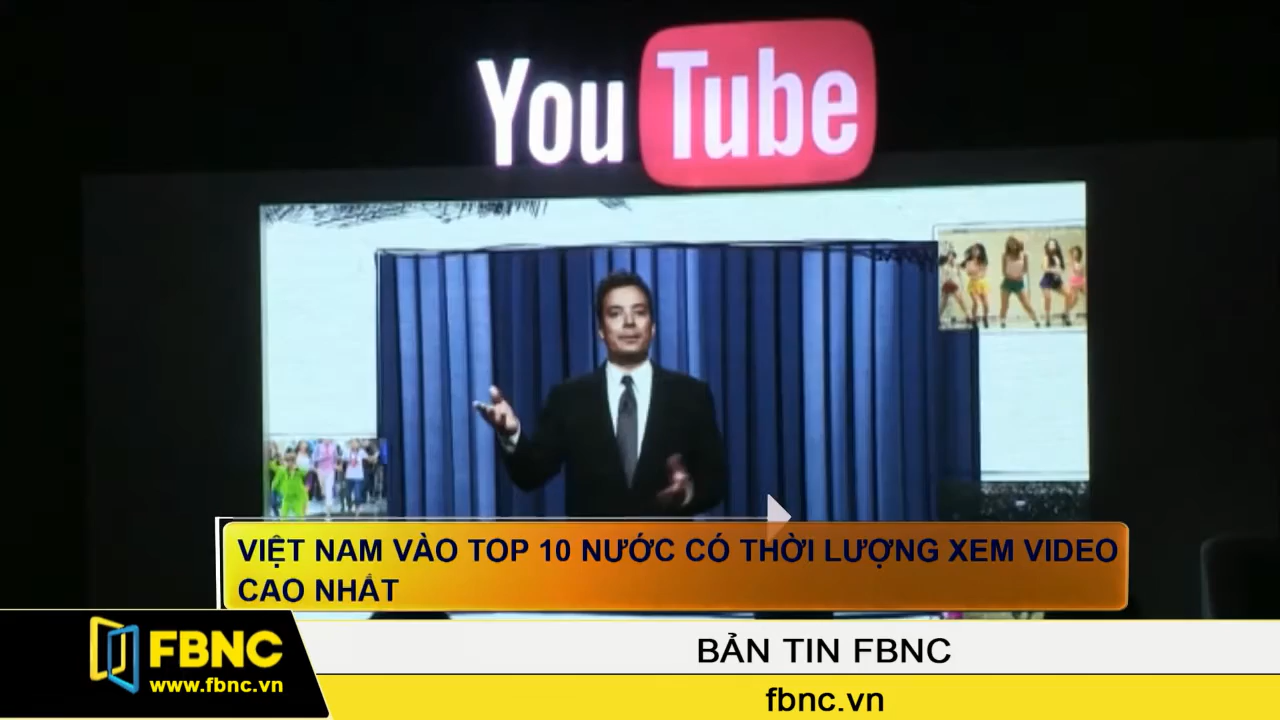 YouTube
VIỆT NAM VÀO TOP 10 NƯỚC CÓ THỜI LƯỢNG XEM VIDEO
CAO NHẤT
FBNC
www.fbnc.vn
BẢN TIN FBNC
fbnc.vn